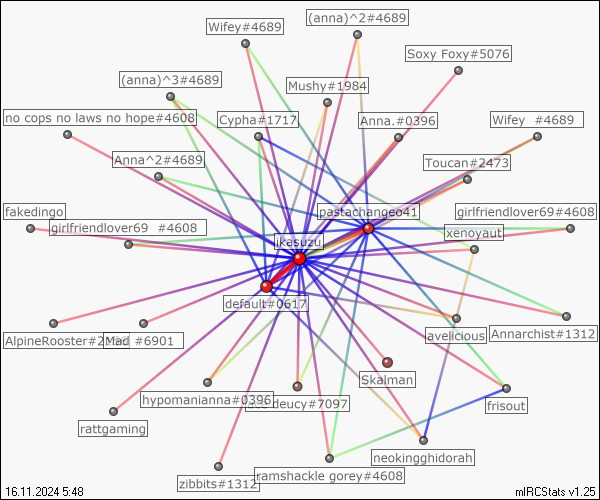 (anna)^2#4689
Wifey#4689
Soxy Foxy#5076
(anna)^3#4689
Mushy#1984
no cops no laws no hope#4608
Cypha#1717
Anna.#0396
Wifey #4689
Anna^2#4689
Toucan#2473
fakedingo
pastachangeo41
girlfriendlover69#4608
girlfriendlover69 #4608
xenoyaut
ikasuzu
default#0617
AlpineRooster#2
Mad #6901
avelicious
Annarchist#1312
Skalman
hypomanianna#0396
deucy#7097
frisout
rattgaming
neokingghidorah
zibbits#1312
ramshackle gorey#4608
16.11.2024 5:48
mIRCStats v1.25